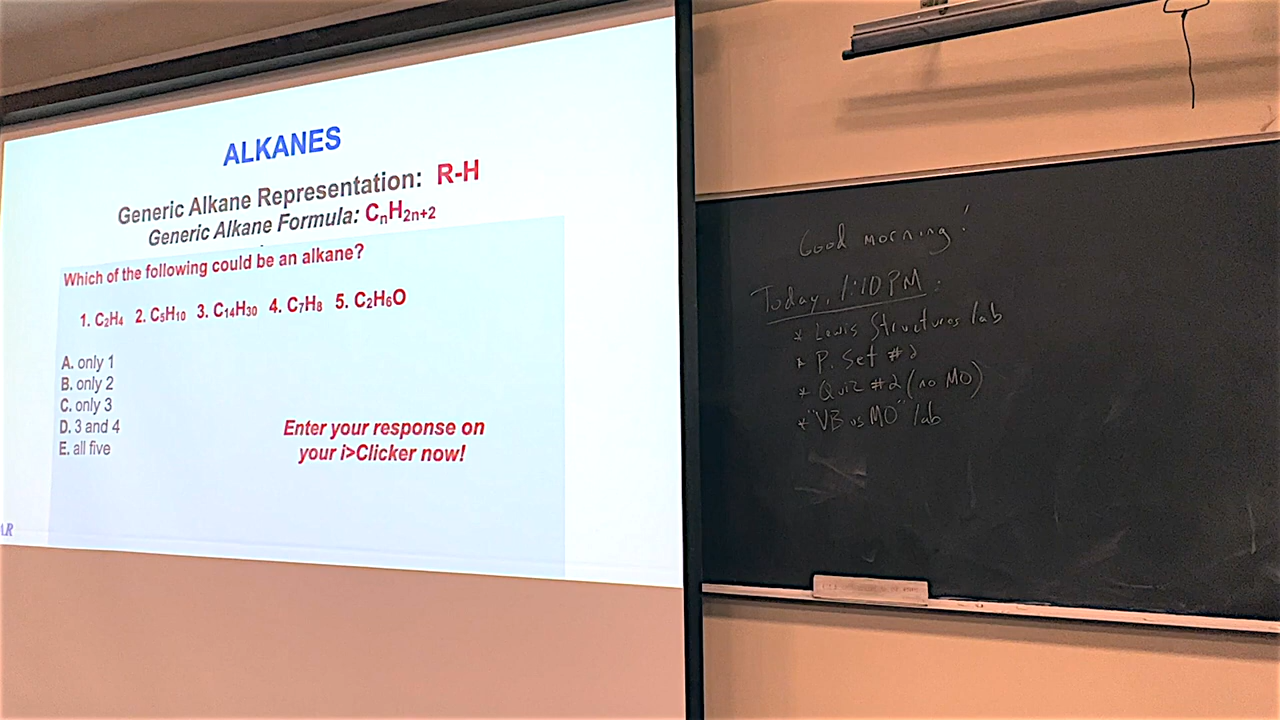 ALKANES
Generic Alkane Representation: R-H
Generic Alkane Formula: CₙH₂ₙ₊₂
Which of the following could be an alkane?
1. C₂H₄ 2. C₅H₁₀ 3. C₁₄H₃₀ 4. C₇H₈ 5. C₂H₆O
A. only 1
B. only 2
C. only 3
D. 3 and 4
E. all five
Enter your response on
your i>Clicker now!
AR
Good morning!
Today, 1:10 PM:
* Lewis Structures lab
* P. Set #2
* Quiz #2 (no MO)
* "VB vs MO" lab